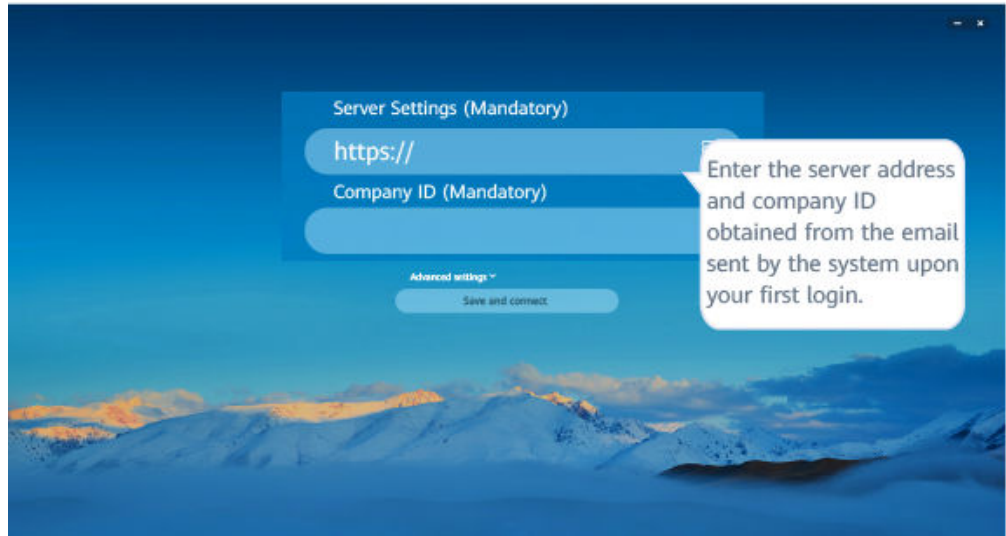 Server Settings (Mandatory)
https://
Company ID (Mandatory)
Enter the server address
and company ID
obtained from the email
sent by the system upon
your first login.
Advanced settings
Save and connect